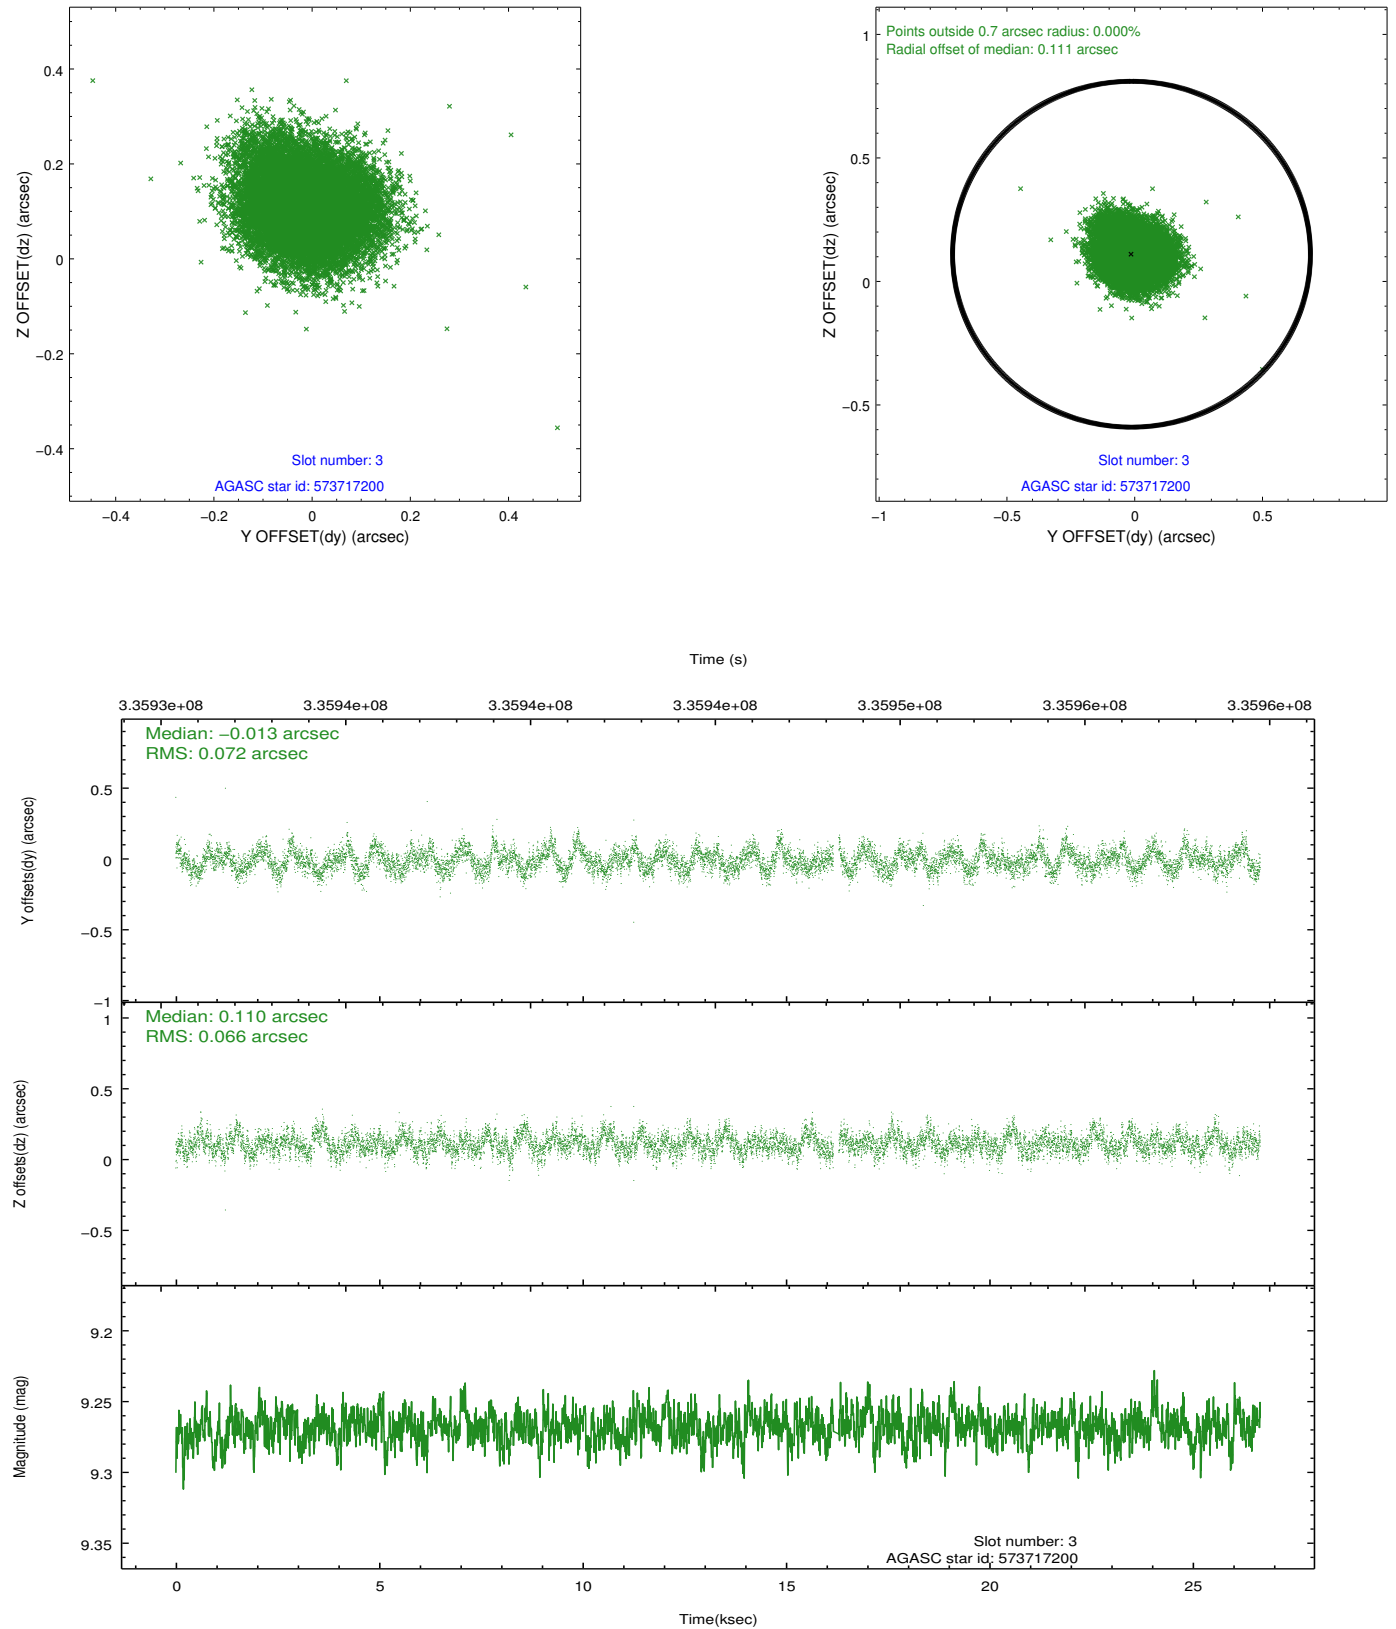 Z OFFSET(dz) (arcsec)
0.4
0.2
0
−0.2
−0.4
Slot number: 3
AGASC star id: 573717200
−0.4
−0.2
0
0.2
0.4
Y OFFSET(dy) (arcsec)
Points outside 0.7 arcsec radius: 0.000%
Radial offset of median: 0.111 arcsec
Z OFFSET(dz) (arcsec)
1
0.5
0
−0.5
Slot number: 3
AGASC star id: 573717200
−1
−0.5
0
0.5
Y OFFSET(dy) (arcsec)
Time (s)
3.3593e+08
3.3594e+08
3.3594e+08
3.3594e+08
3.3595e+08
3.3596e+08
3.3596e+08
Median: −0.013 arcsec
RMS: 0.072 arcsec
Y offsets(dy) (arcsec)
0.5
0
−0.5
−1
Median: 0.110 arcsec
RMS: 0.066 arcsec
Z offsets(dz) (arcsec)
1
0.5
0
−0.5
Magnitude (mag)
9.2
9.25
9.3
9.35
Slot number: 3
AGASC star id: 573717200
0
5
10
15
20
25
Time(ksec)